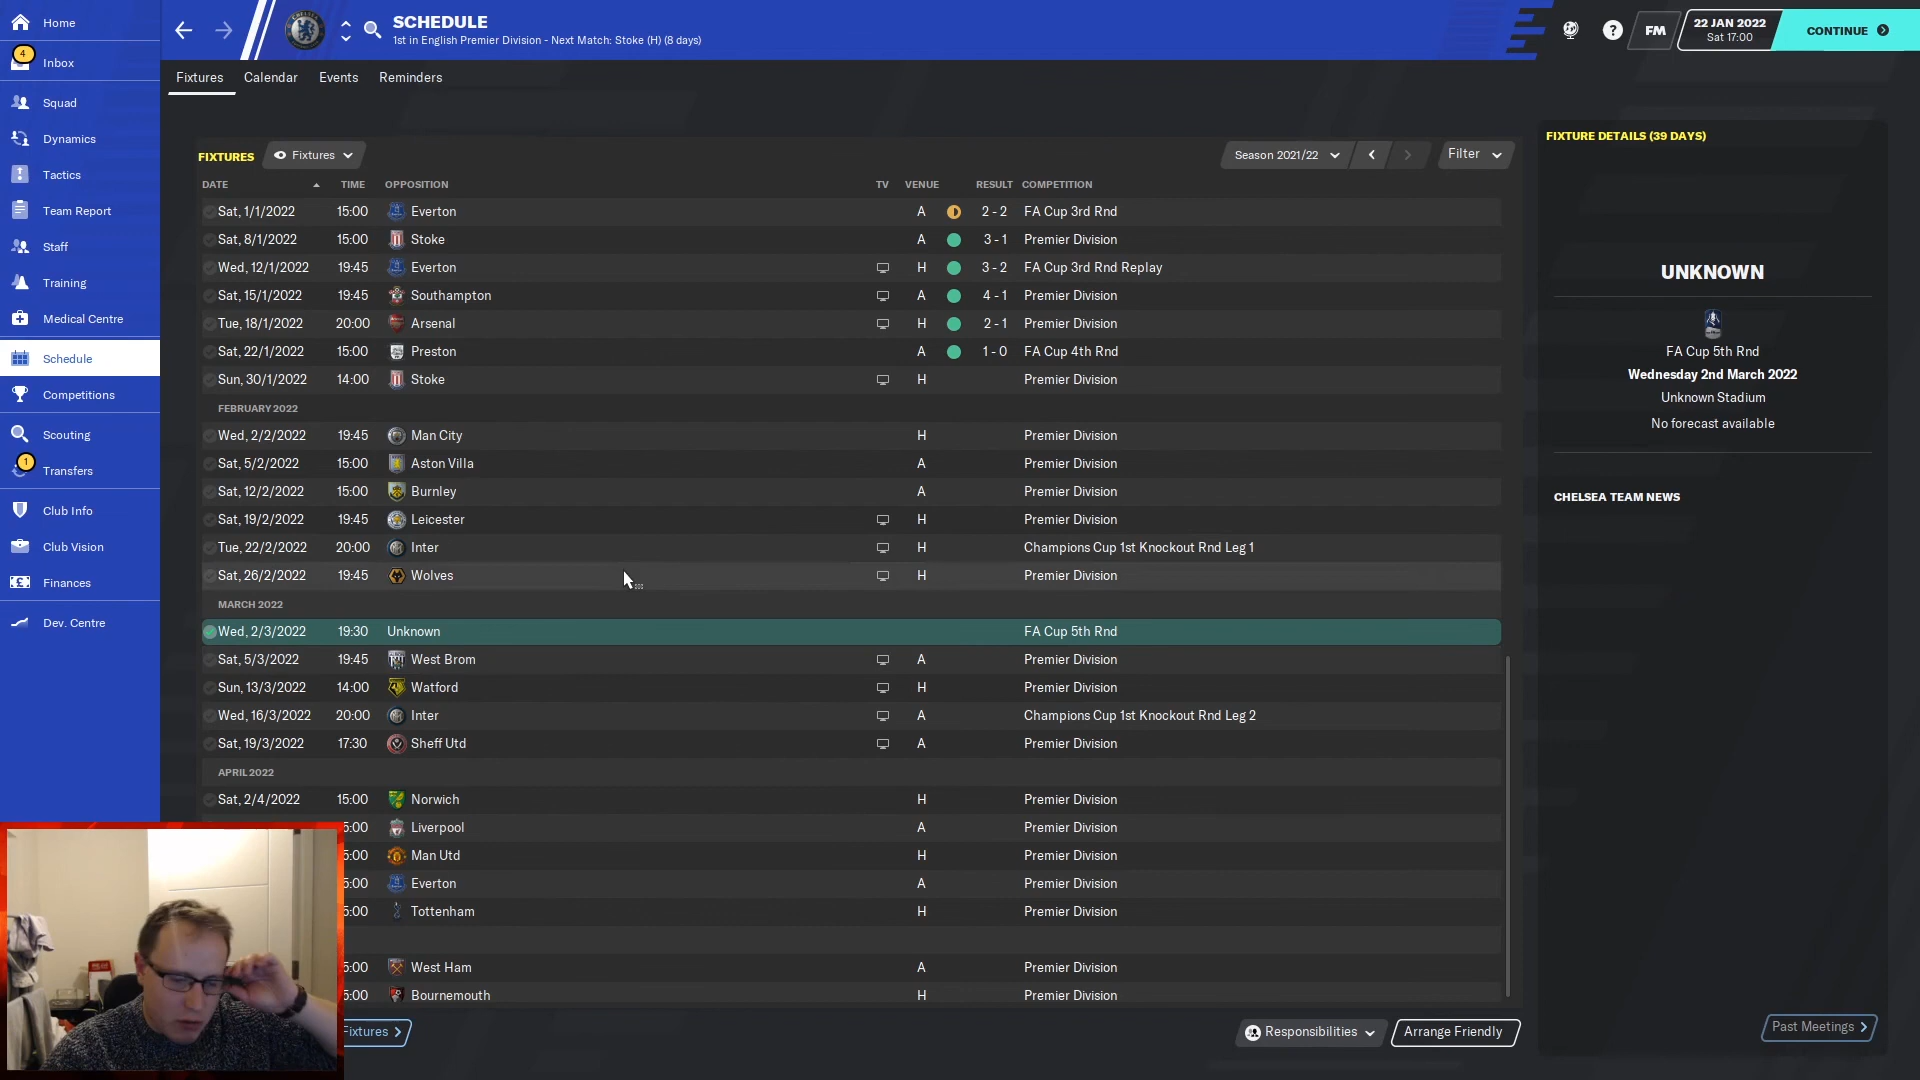 Home
4
Inbox
Squad
Dynamics
Tactics
Team Report
Staff
Training
Medical Centre
Schedule
Competitions
Scouting
1
Transfers
Club Info
Club Vision
Finances
Dev. Centre
SCHEDULE
1st in English Premier Division - Next Match: Stoke (H) (8 days)
? FM
22 JAN 2022
Sat 17:00
CONTINUE
Fixtures Calendar Events Reminders
FIXTURES Fixtures Season 2021/22 Filter
DATE TIME OPPOSITION TV VENUE RESULT COMPETITION
Sat, 1/1/2022 15:00 Everton A 2 - 2 FA Cup 3rd Rnd
Sat, 8/1/2022 15:00 Stoke A 3 - 1 Premier Division
Wed, 12/1/2022 19:45 Everton H 3 - 2 FA Cup 3rd Rnd Replay
Sat, 15/1/2022 19:45 Southampton A 4 - 1 Premier Division
Tue, 18/1/2022 20:00 Arsenal H 2 - 1 Premier Division
Sat, 22/1/2022 15:00 Preston A 1 - 0 FA Cup 4th Rnd
Sun, 30/1/2022 14:00 Stoke H Premier Division
FEBRUARY 2022
Wed, 2/2/2022 19:45 Man City H Premier Division
Sat, 5/2/2022 15:00 Aston Villa A Premier Division
Sat, 12/2/2022 15:00 Burnley A Premier Division
Sat, 19/2/2022 19:45 Leicester H Premier Division
Tue, 22/2/2022 20:00 Inter H Champions Cup 1st Knockout Rnd Leg 1
Sat, 26/2/2022 19:45 Wolves H Premier Division
MARCH 2022
Wed, 2/3/2022 19:30 Unknown FA Cup 5th Rnd
Sat, 5/3/2022 19:45 West Brom A Premier Division
Sun, 13/3/2022 14:00 Watford H Premier Division
Wed, 16/3/2022 20:00 Inter A Champions Cup 1st Knockout Rnd Leg 2
Sat, 19/3/2022 17:30 Sheff Utd A Premier Division
APRIL 2022
Sat, 2/4/2022 15:00 Norwich H Premier Division
5:00 Liverpool A Premier Division
5:00 Man Utd H Premier Division
5:00 Everton A Premier Division
5:00 Tottenham H Premier Division
5:00 West Ham A Premier Division
5:00 Bournemouth H Premier Division
Fixtures Responsibilities Arrange Friendly
FIXTURE DETAILS (39 DAYS)
UNKNOWN
FA Cup 5th Rnd
Wednesday 2nd March 2022
Unknown Stadium
No forecast available
CHELSEA TEAM NEWS
Past Meetings